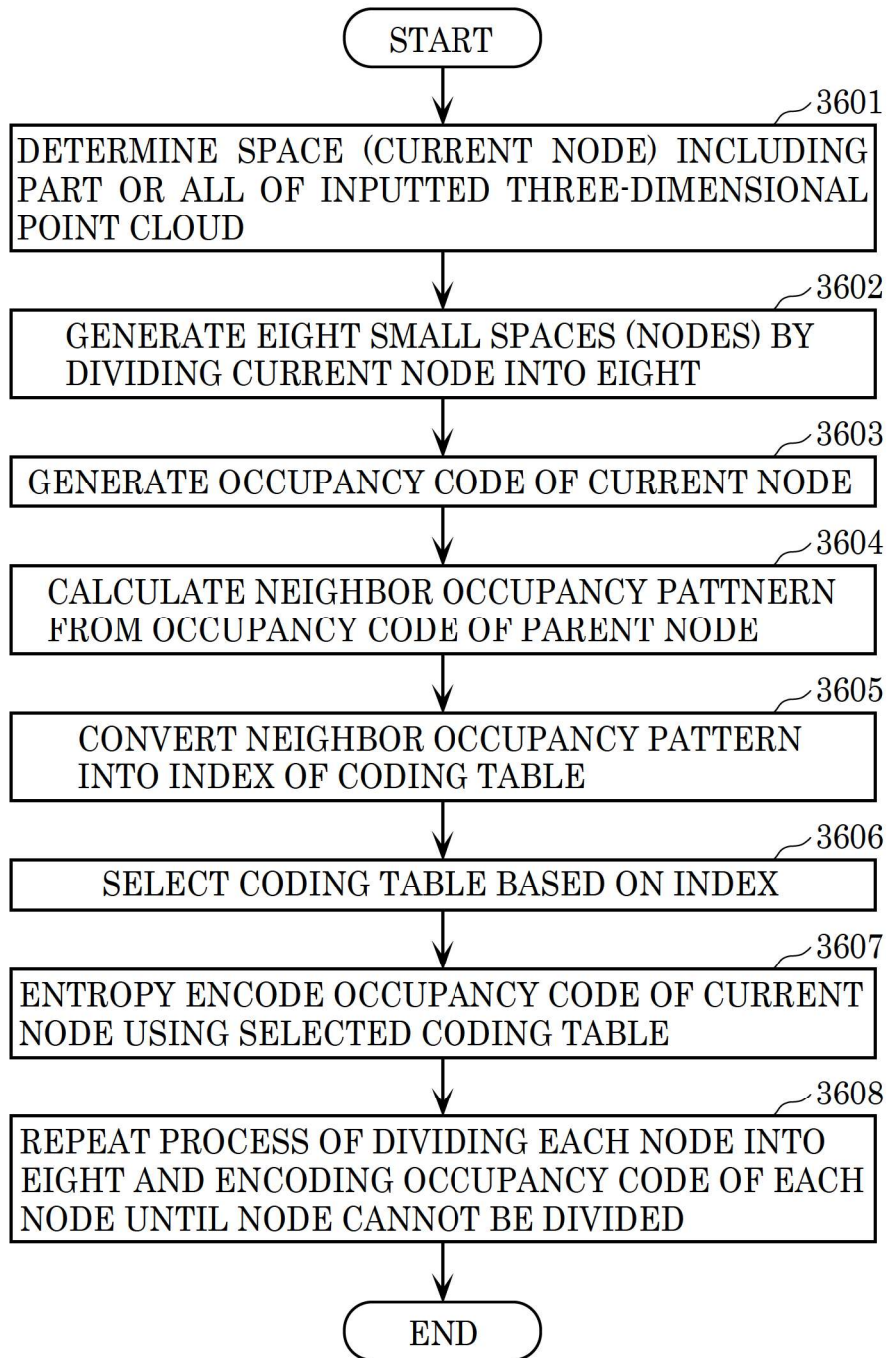 START
3601
DETERMINE SPACE (CURRENT NODE) INCLUDING
PART OR ALL OF INPUTTED THREE-DIMENSIONAL
POINT CLOUD
3602
GENERATE EIGHT SMALL SPACES (NODES) BY
DIVIDING CURRENT NODE INTO EIGHT
3603
GENERATE OCCUPANCY CODE OF CURRENT NODE
3604
CALCULATE NEIGHBOR OCCUPANCY PATTNERN
FROM OCCUPANCY CODE OF PARENT NODE
3605
CONVERT NEIGHBOR OCCUPANCY PATTERN
INTO INDEX OF CODING TABLE
3606
SELECT CODING TABLE BASED ON INDEX
3607
ENTROPY ENCODE OCCUPANCY CODE OF CURRENT
NODE USING SELECTED CODING TABLE
3608
REPEAT PROCESS OF DIVIDING EACH NODE INTO
EIGHT AND ENCODING OCCUPANCY CODE OF EACH
NODE UNTIL NODE CANNOT BE DIVIDED
END